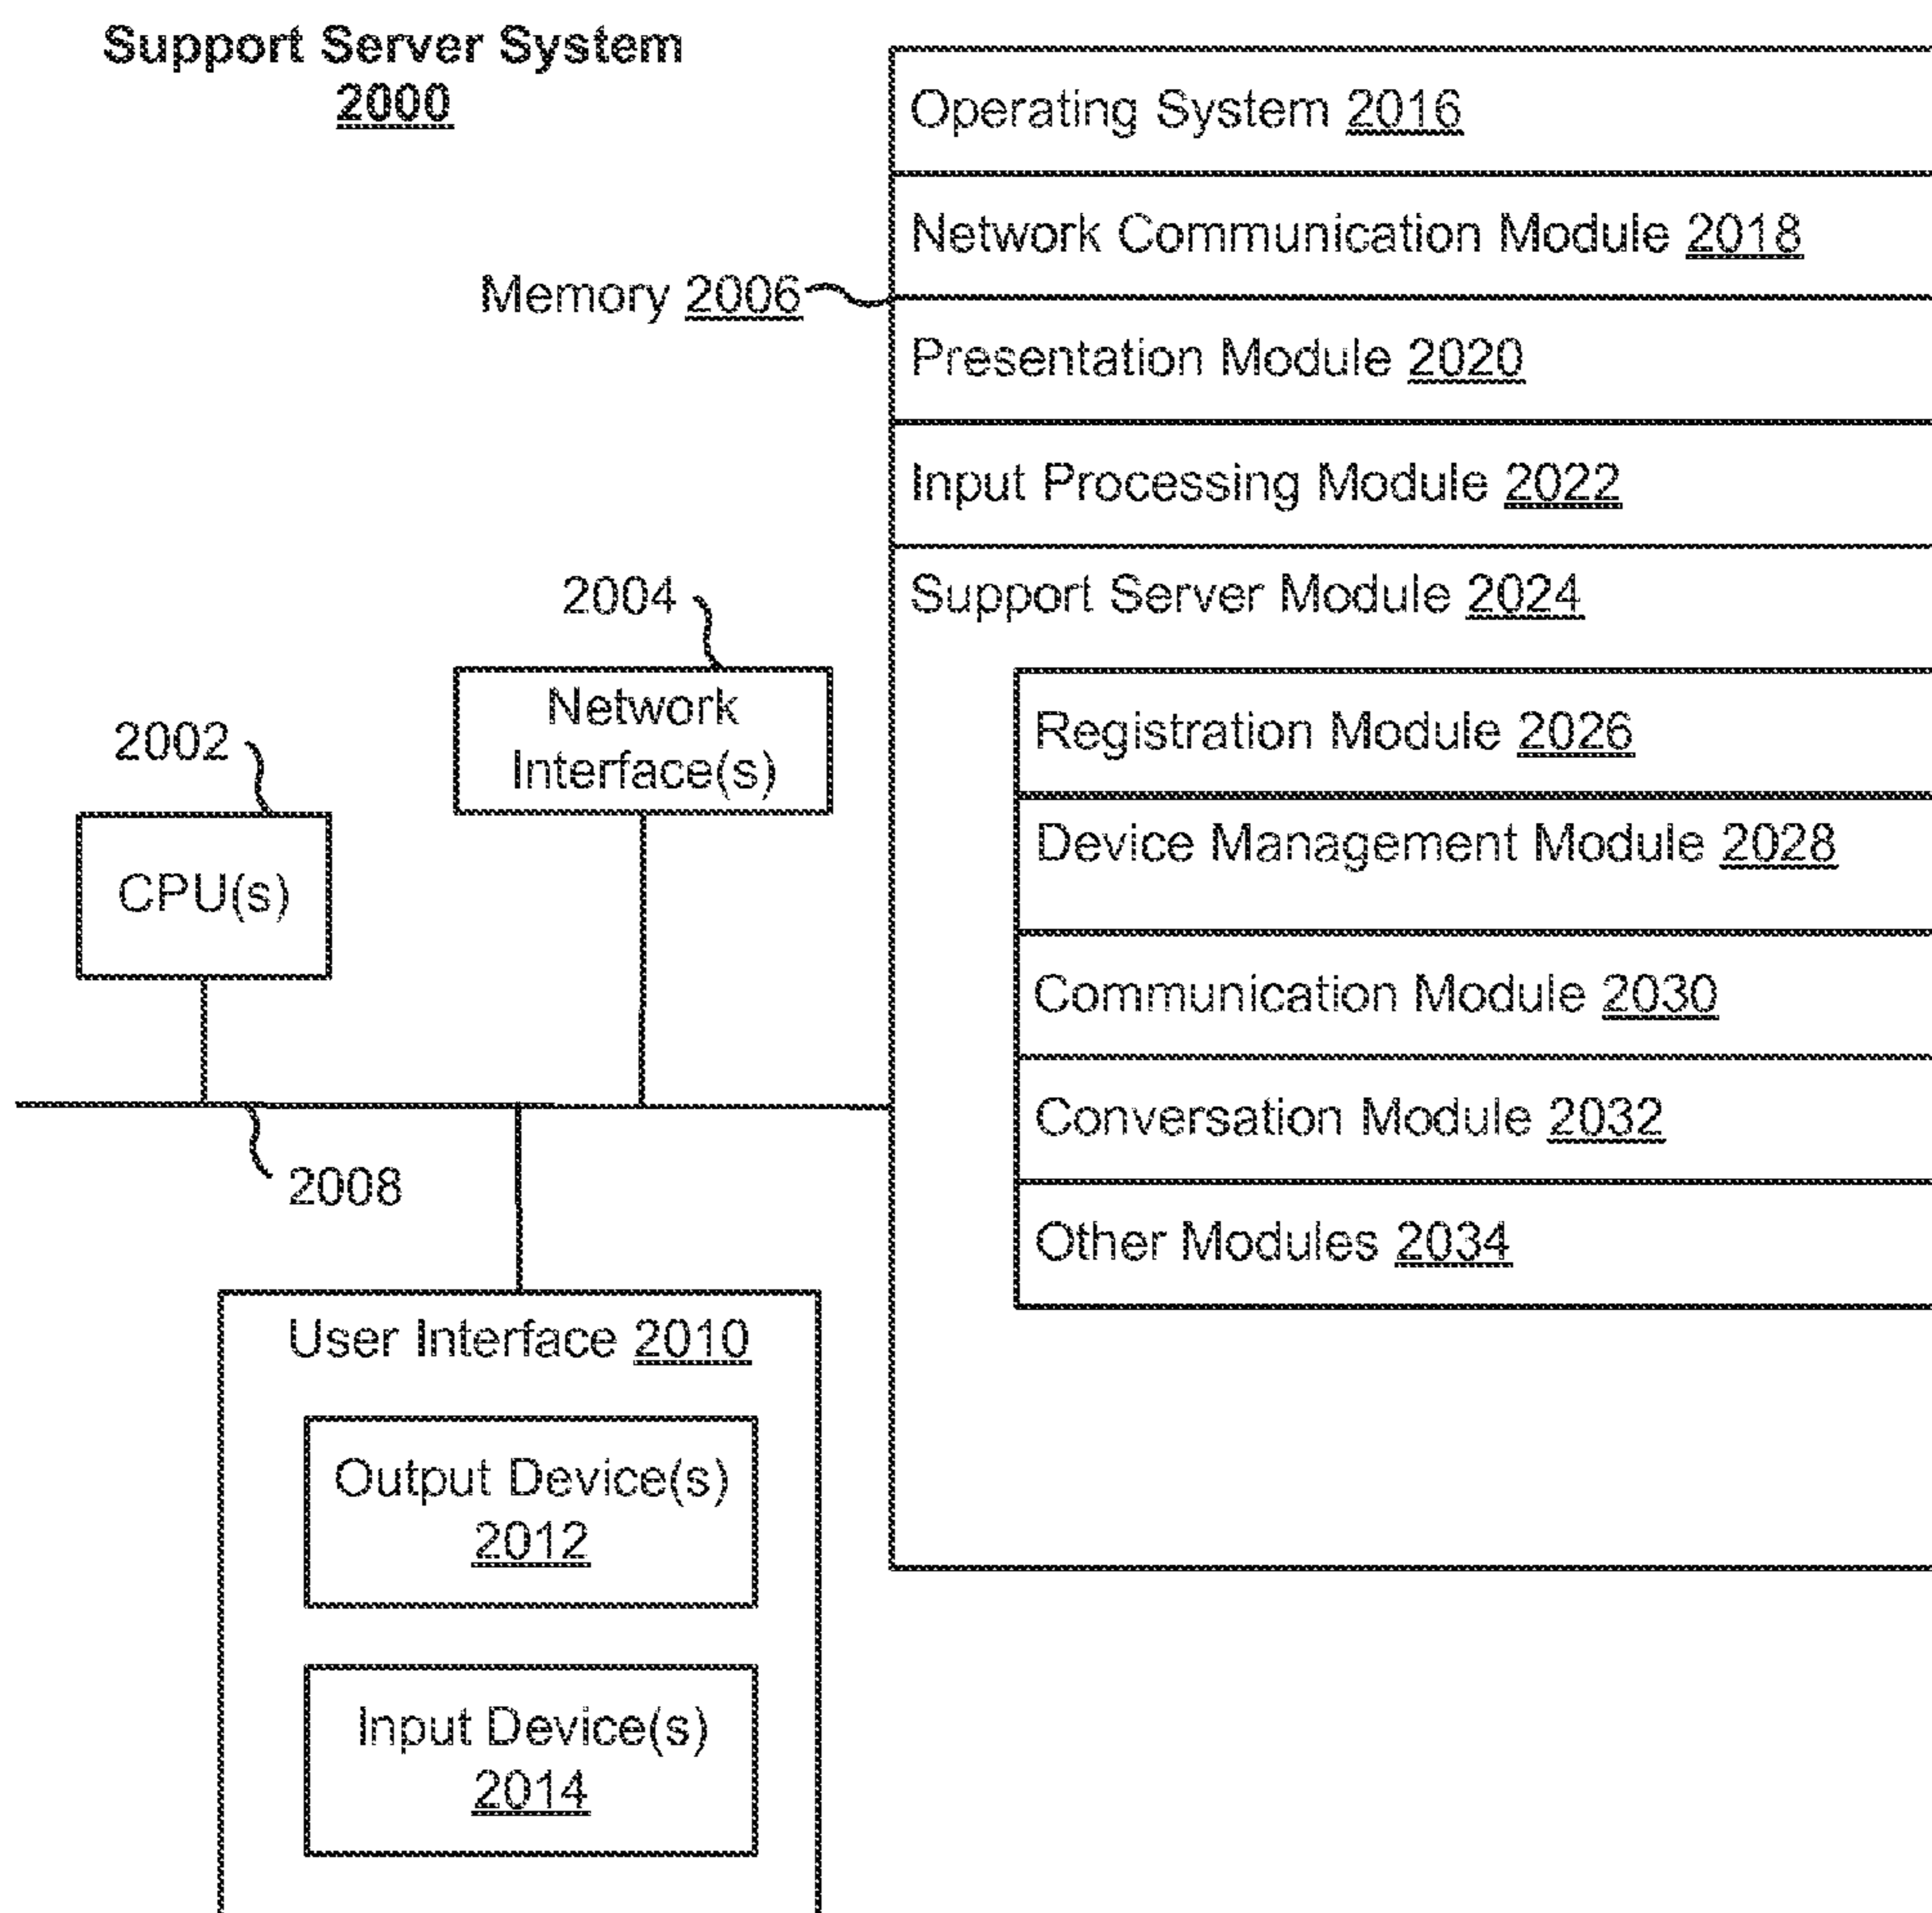 Support Server System
2000
Operating System 2016
Network Communication Module 2018
Memory 2006
Presentation Module 2020
Input Processing Module 2022
Support Server Module 2024
2004
Network
Interface(s)
2002
CPU(s)
Registration Module 2026
Device Management Module 2028
Communication Module 2030
Conversation Module 2032
Other Modules 2034
2008
User Interface 2010
Output Device(s)
2012
Input Device(s)
2014